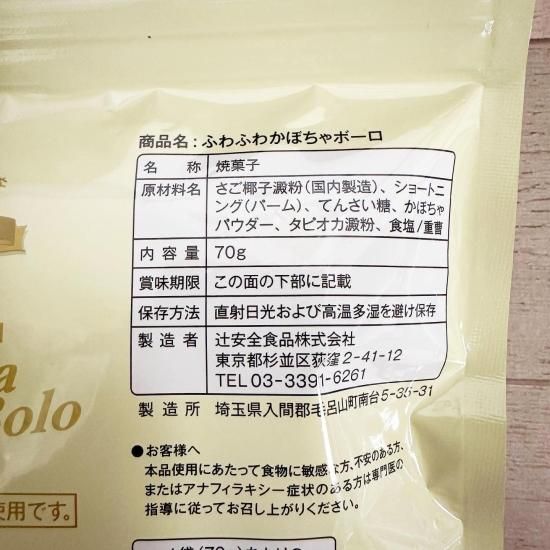 商品名：ふわふわかぼちゃボーロ
名　称　焼菓子
原材料名　さご椰子澱粉（国内製造）、ショートニ
ング（パーム）、てんさい糖、かぼちゃ
パウダー、タピオカ澱粉、食塩/重曹
内 容 量　70g
賞味期限　この面の下部に記載
保存方法　直射日光および高温多湿を避け保存
製 造 者　辻安全食品株式会社
東京都杉並区荻窪2-41-12
TEL 03-3391-6261
製 造 所　埼玉県入間郡毛呂山町南台5-35-31
a
Bolo
●お客様へ
本品使用にあたって食物に敏感な方、不安のある方、
またはアナフィラキシー症状のある方は専門医の
指導に従ってお召し上がりください。
使用です。